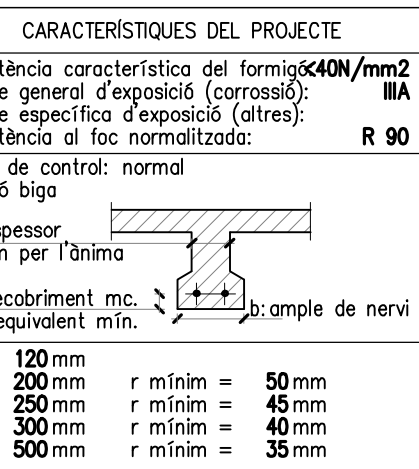 CARACTERÍSTIQUES DEL PROJECTE
tència característica del formigó<40N/mm2
e general d'exposició (corrossió): IIIA
e específica d'exposició (altres):
tència al foc normalitzada: R 90
de control: normal
ó biga
spessor
n per l'ànima
ecobriment mc.
equivalent mín.
b: ample de nervi
120 mm
200 mm r mínim = 50 mm
250 mm r mínim = 45 mm
300 mm r mínim = 40 mm
500 mm r mínim = 35 mm